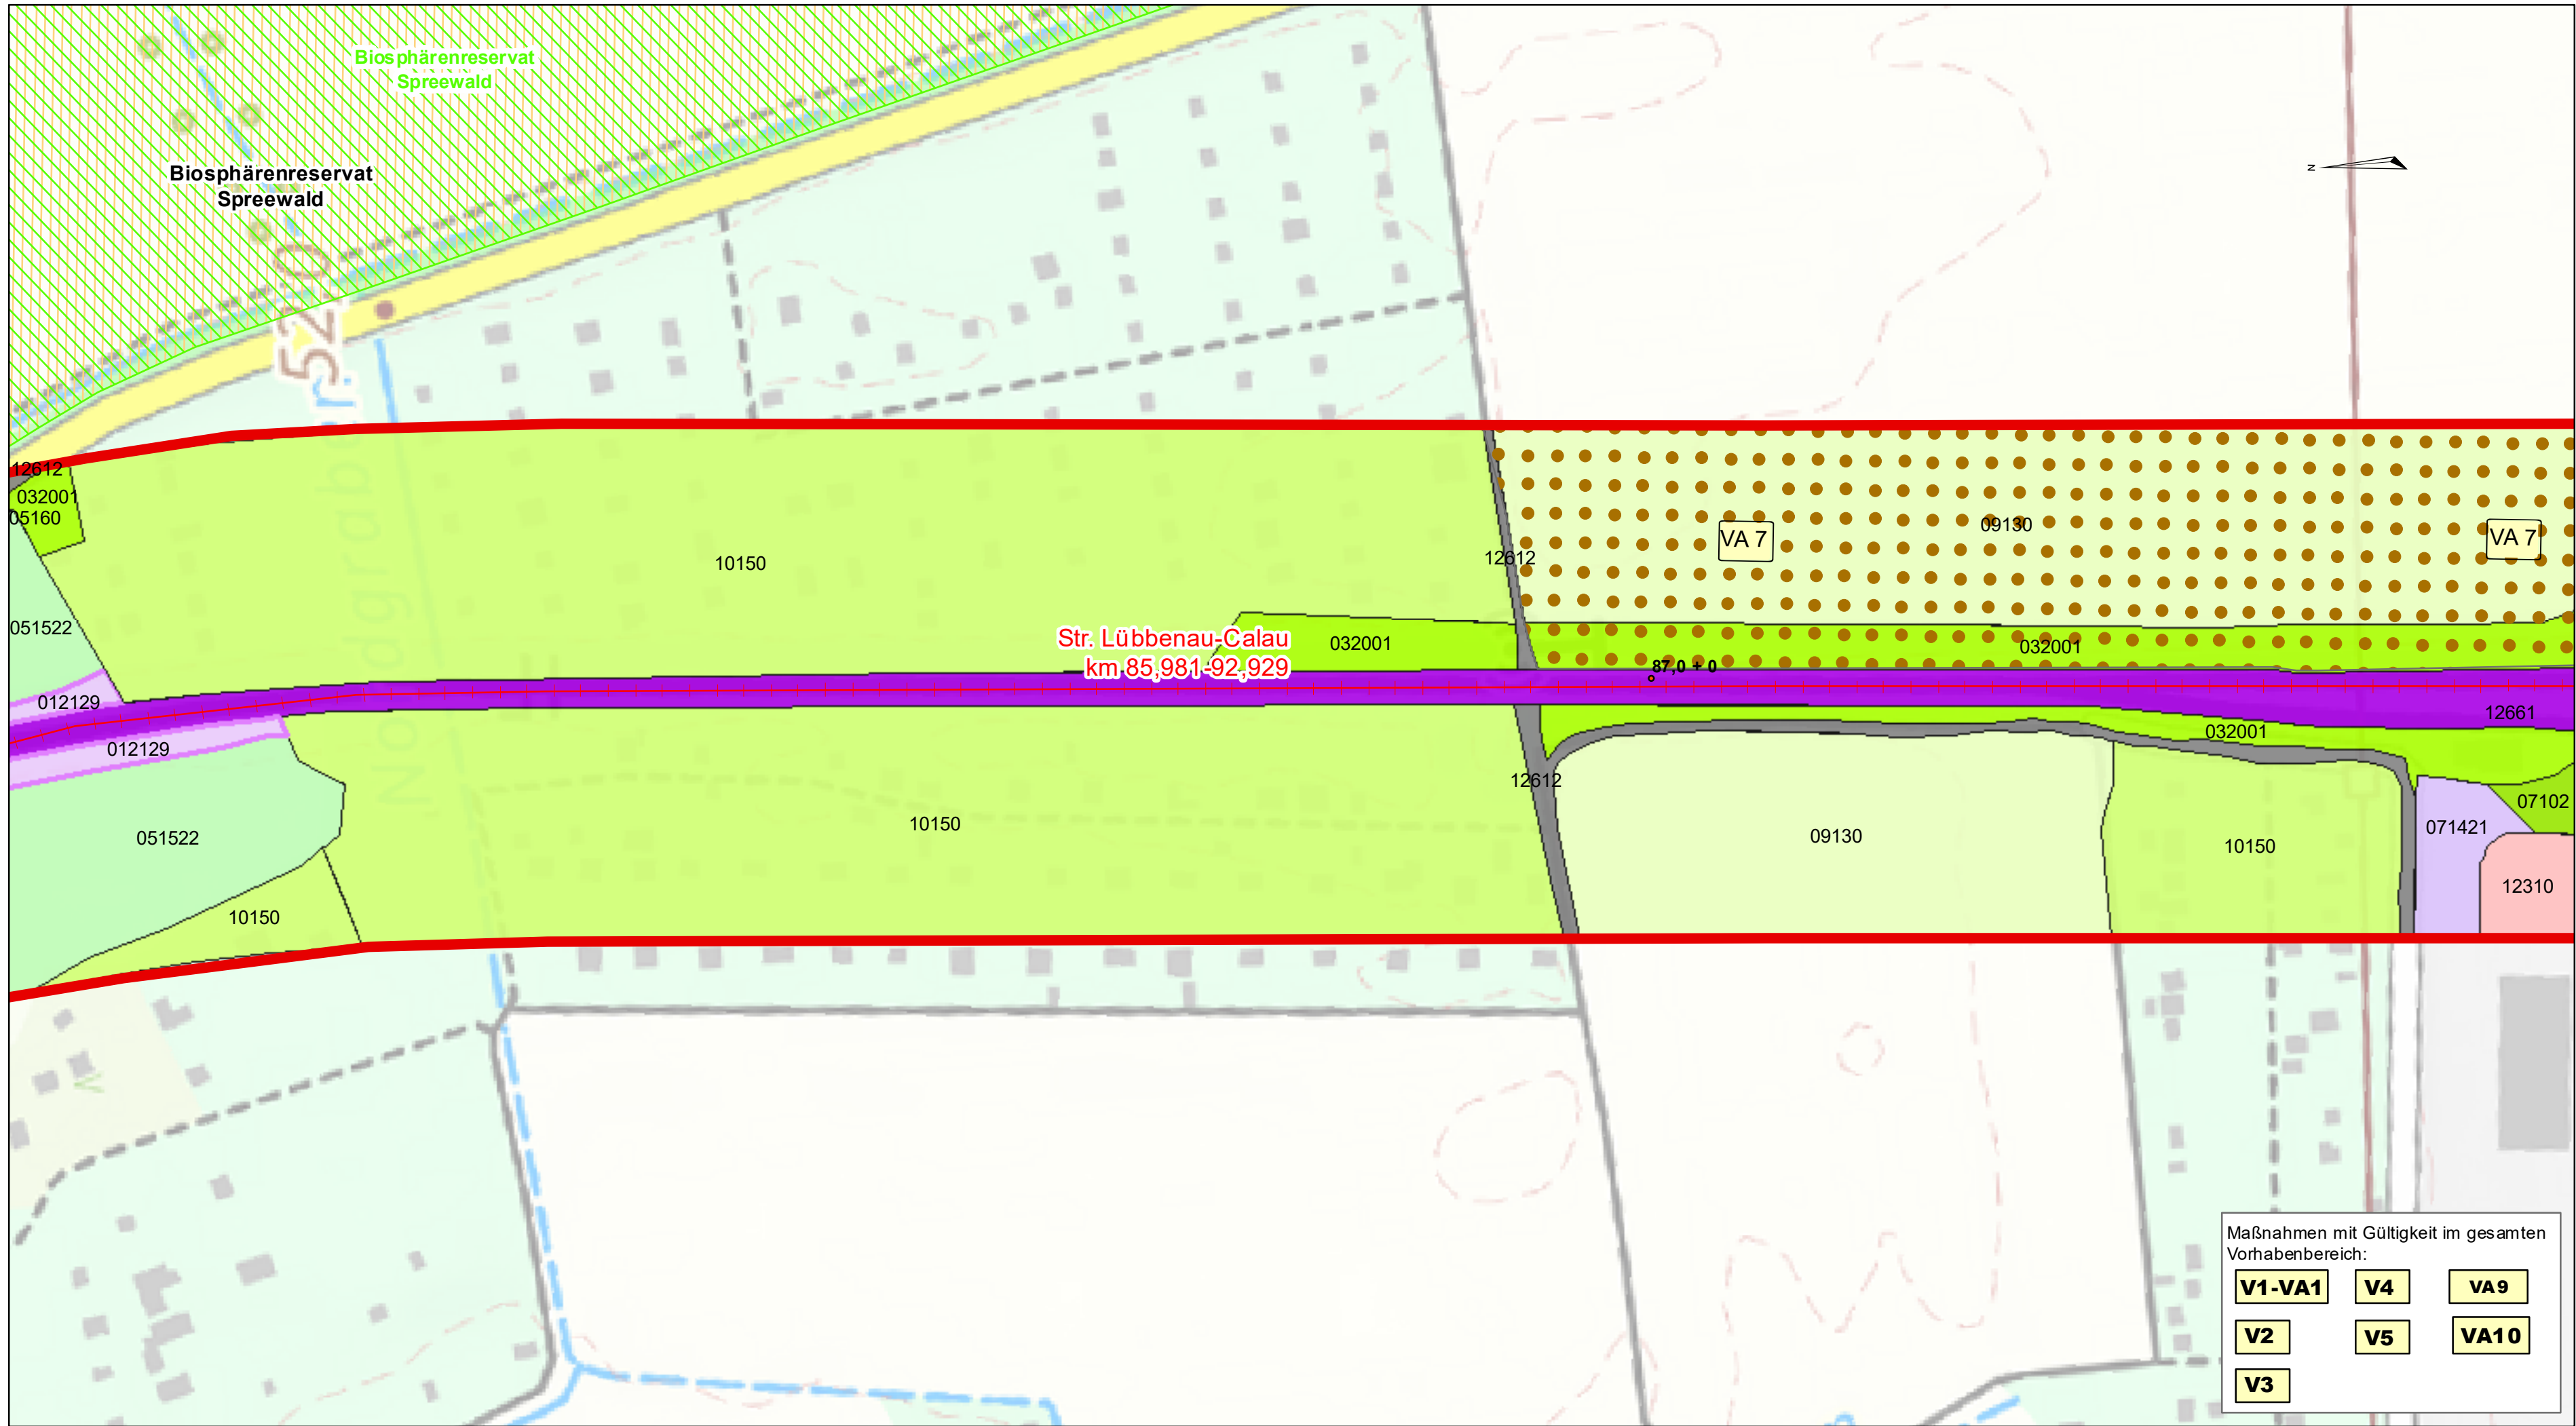 Biosphärenreservat
Spreewald
Biosphärenreservat
Spreewald
N
520
Nordgraben
12612
032001
05160
051522
012129
012129
051522
10150
10150
10150
Str. Lübbenau-Calau
km 85,981-92,929
032001
12612
12612
VA 7
09130
VA 7
032001
87,0 + 0
12661
032001
09130
10150
07102
071421
12310
Maßnahmen mit Gültigkeit im gesamten
Vorhabenbereich:
V1-VA1 V4 VA9
V2 V5 VA10
V3